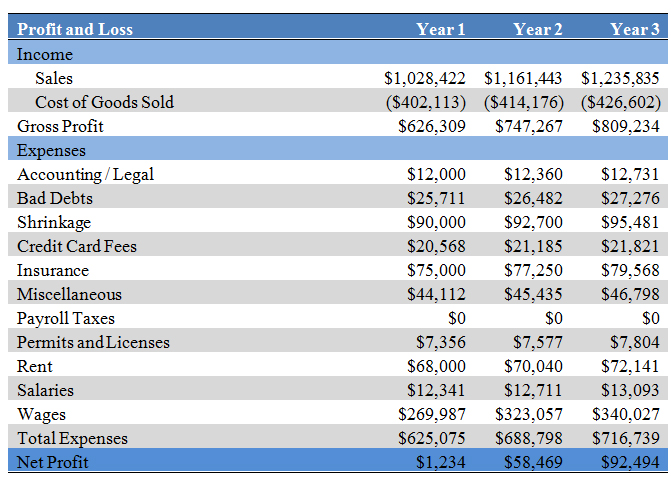 Profit and Loss Year 1 Year 2 Year 3
Income
Sales $1,028,422 $1,161,443 $1,235,835
Cost of Goods Sold ($402,113) ($414,176) ($426,602)
Gross Profit $626,309 $747,267 $809,234
Expenses
Accounting / Legal $12,000 $12,360 $12,731
Bad Debts $25,711 $26,482 $27,276
Shrinkage $90,000 $92,700 $95,481
Credit Card Fees $20,568 $21,185 $21,821
Insurance $75,000 $77,250 $79,568
Miscellaneous $44,112 $45,435 $46,798
Payroll Taxes $0 $0 $0
Permits and Licenses $7,356 $7,577 $7,804
Rent $68,000 $70,040 $72,141
Salaries $12,341 $12,711 $13,093
Wages $269,987 $323,057 $340,027
Total Expenses $625,075 $688,798 $716,739
Net Profit $1,234 $58,469 $92,494